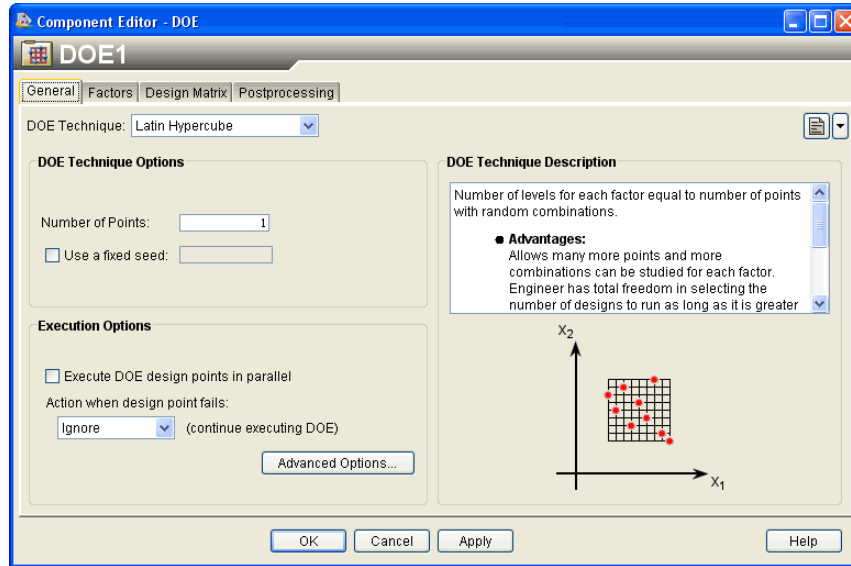 Component Editor - DOE
DOE1
General Factors Design Matrix Postprocessing
DOE Technique: Latin Hypercube
DOE Technique Options
Number of Points: 1
Use a fixed seed:
Execution Options
Execute DOE design points in parallel
Action when design point fails:
Ignore (continue executing DOE)
Advanced Options...
DOE Technique Description
Number of levels for each factor equal to number of points
with random combinations.
● Advantages:
Allows many more points and more
combinations can be studied for each factor.
Engineer has total freedom in selecting the
number of designs to run as long as it is greater
X2
X1
OK Cancel Apply Help